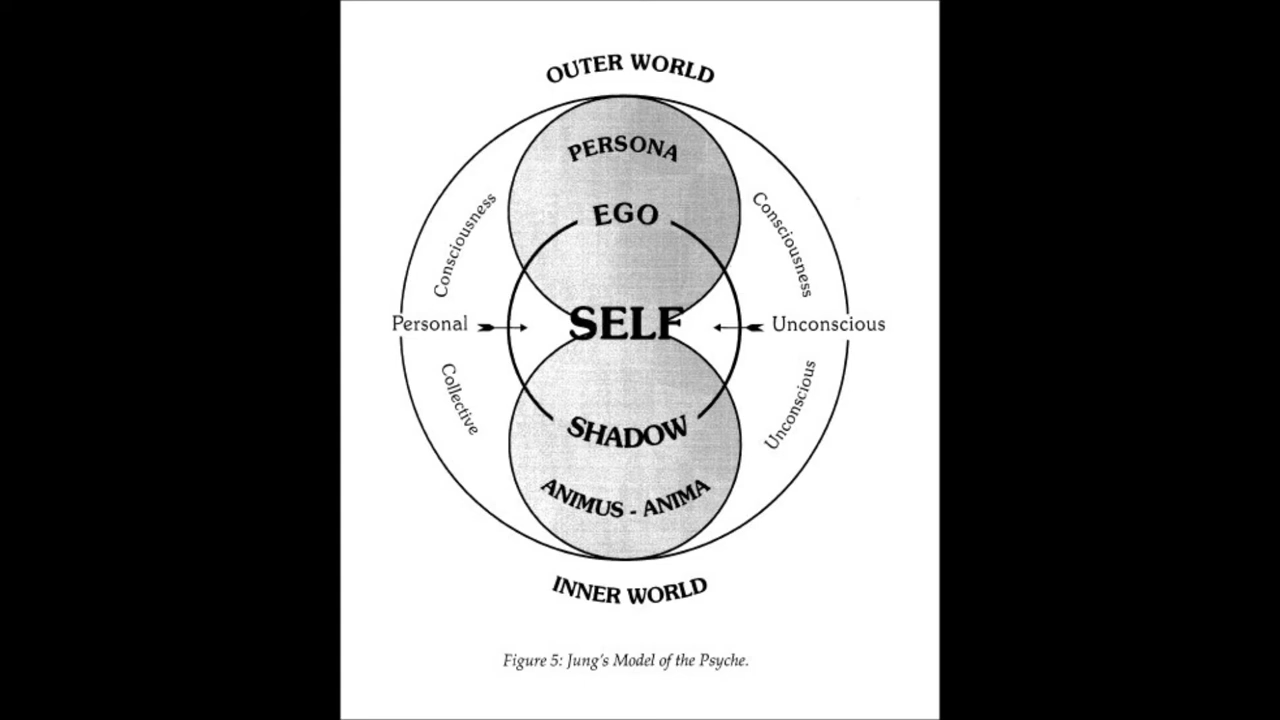 OUTER WORLD
PERSONA
EGO
Consciousness
Consciousness
Personal
SELF
Unconscious
Collective
Unconscious
SHADOW
ANIMUS - ANIMA
INNER WORLD
Figure 5: Jung's Model of the Psyche.